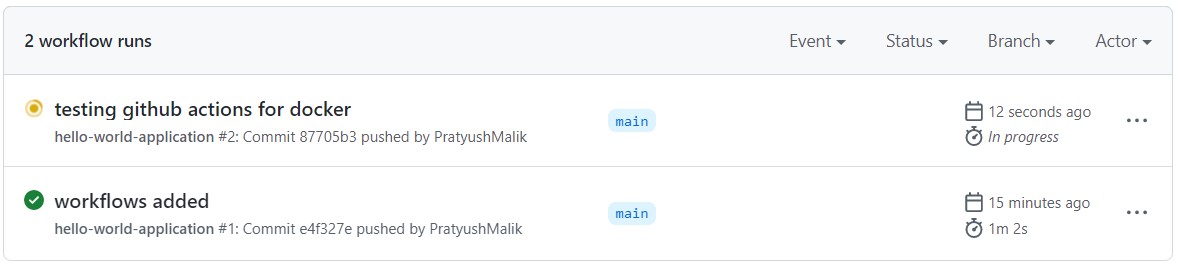 2 workflow runs
Event Status Branch Actor
testing github actions for docker
hello-world-application #2: Commit 87705b3 pushed by PratyushMalik
main
12 seconds ago
In progress
workflows added
hello-world-application #1: Commit e4f327e pushed by PratyushMalik
main
15 minutes ago
1m 2s